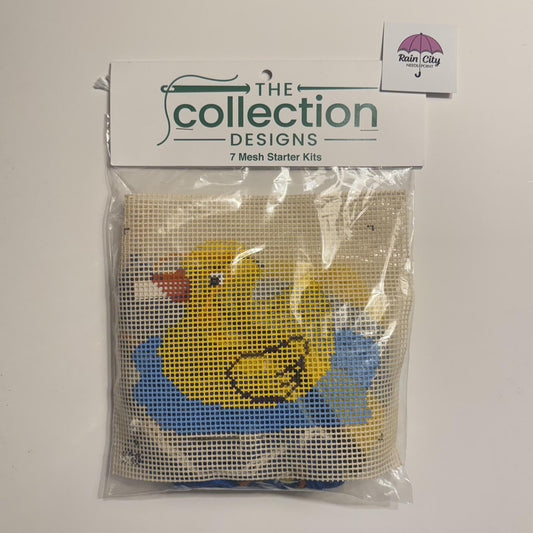 THE
collection
DESIGNS
7 Mesh Starter Kits
Rain City
NEEDLEPOINT